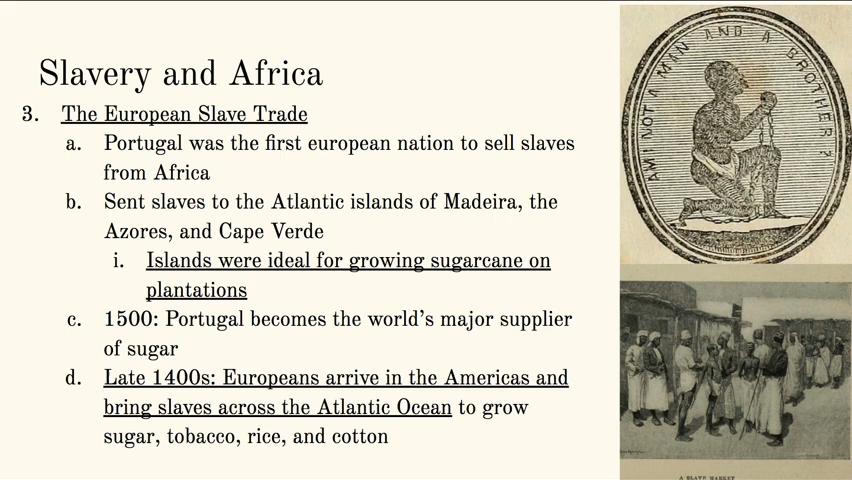 Slavery and Africa
3. The European Slave Trade
a. Portugal was the first european nation to sell slaves
from Africa
b. Sent slaves to the Atlantic islands of Madeira, the
Azores, and Cape Verde
i. Islands were ideal for growing sugarcane on
plantations
c. 1500: Portugal becomes the world's major supplier
of sugar
d. Late 1400s: Europeans arrive in the Americas and
bring slaves across the Atlantic Ocean to grow
sugar, tobacco, rice, and cotton
AM I NOT A MAN AND A BROTHER?
A SLAVE MARKET